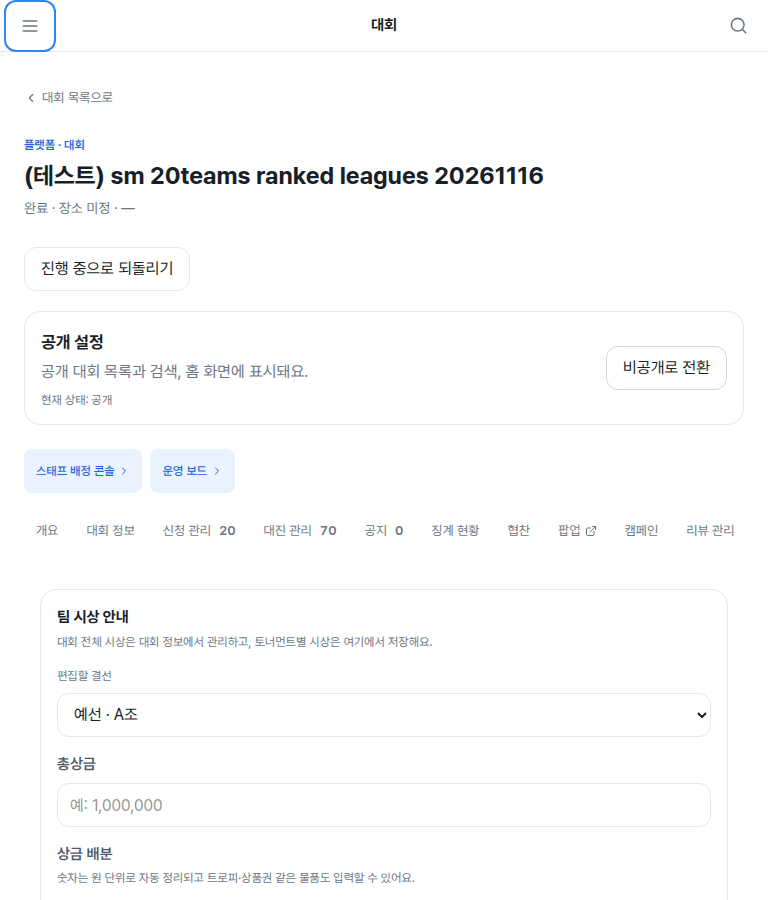 대회
대회 목록으로
플랫폼 · 대회
(테스트) sm 20teams ranked leagues 20261116
완료 · 장소 미정 · —
진행 중으로 되돌리기
공개 설정
공개 대회 목록과 검색, 홈 화면에 표시돼요.
현재 상태: 공개
비공개로 전환
스태프 배정 콘솔
운영 보드
개요 대회 정보 신청 관리 20 대진 관리 70 공지 0 징계 현황 협찬 팝업 캠페인 리뷰 관리
팀 시상 안내
대회 전체 시상은 대회 정보에서 관리하고, 토너먼트별 시상은 여기에서 저장해요.
편집할 결선
예선 · A조
총상금
예: 1,000,000
상금 배분
숫자는 원 단위로 자동 정리되고 트로피·상품권 같은 물품도 입력할 수 있어요.